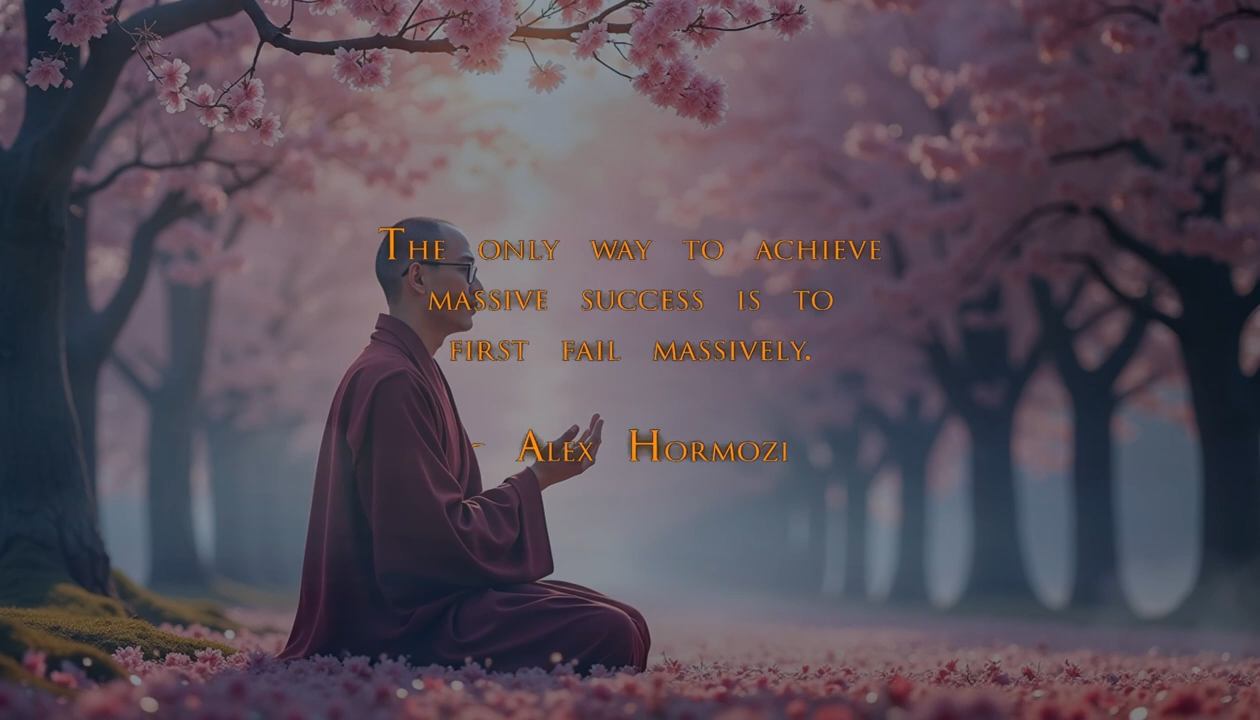 The only way to achieve
massive success is to
first fail massively.
- Alex Hormozi